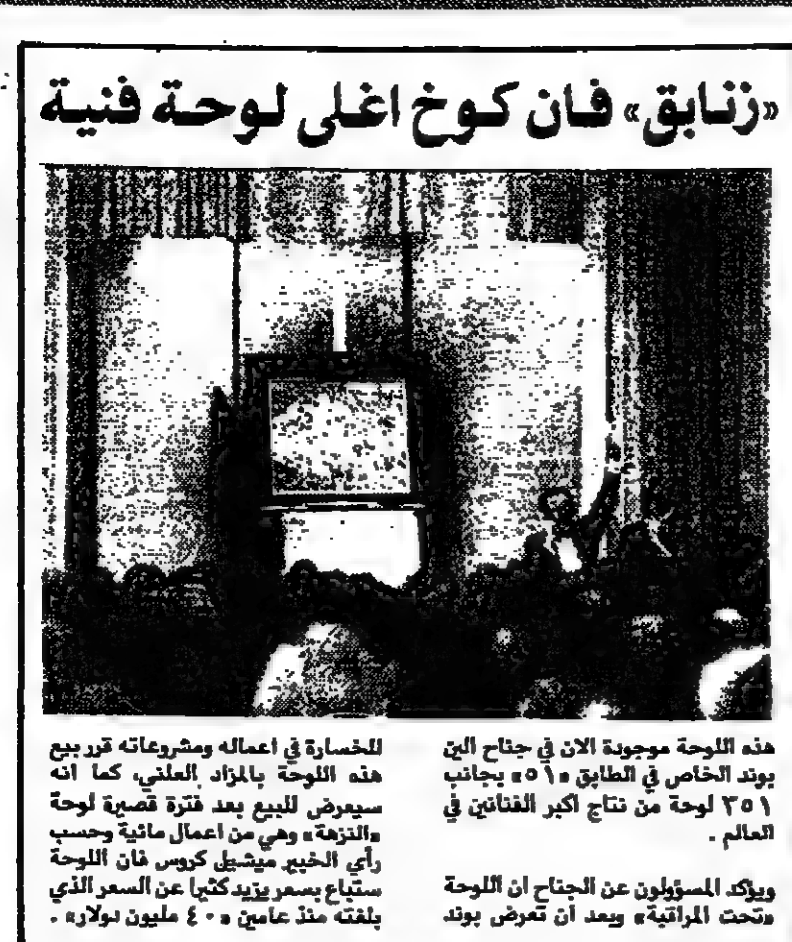 «زنابق» فان كوخ اغلى لوحة فنية
هذه اللوحة موجودة الان في جناح الين
بوند الخاص في الطابق «٥١» بجانب
٣٥١ لوحة من نتاج اكبر الفنانين في
العالم .
ويؤكد المسؤولون عن الجناح ان اللوحة
«تحت المراقبة» وبعد ان تعرض بوند
للخسارة في اعماله ومشروعاته قرر بيع
هذه اللوحة بالمزاد العلني، كما انه
سيعرض للبيع بعد فترة قصيرة لوحة
«النزهة» وهي من اعمال مانية وحسب
رأي الخبير ميشيل كروس فان اللوحة
ستباع بسعر يزيد كثيرا عن السعر الذي
بلغته منذ عامين «٤٠ مليون دولار» .